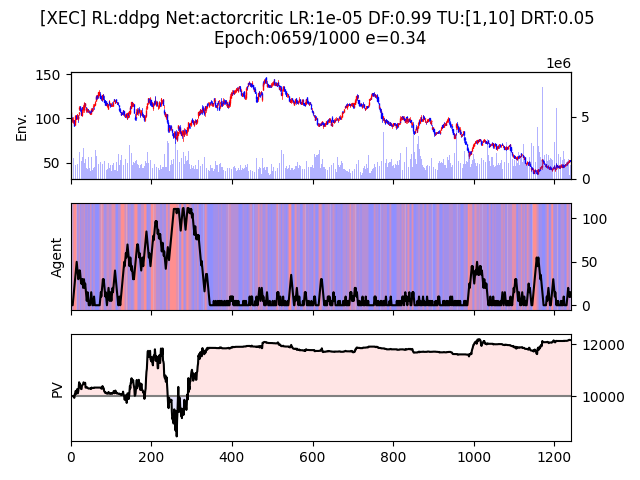 [XEC] RL:ddpg Net:actorcritic LR:1e-05 DF:0.99 TU:[1,10] DRT:0.05
Epoch:0659/1000 e=0.34
1e6
150
100
50
Env.
5
0
Agent
100
50
0
PV
12000
10000
0
200
400
600
800
1000
1200